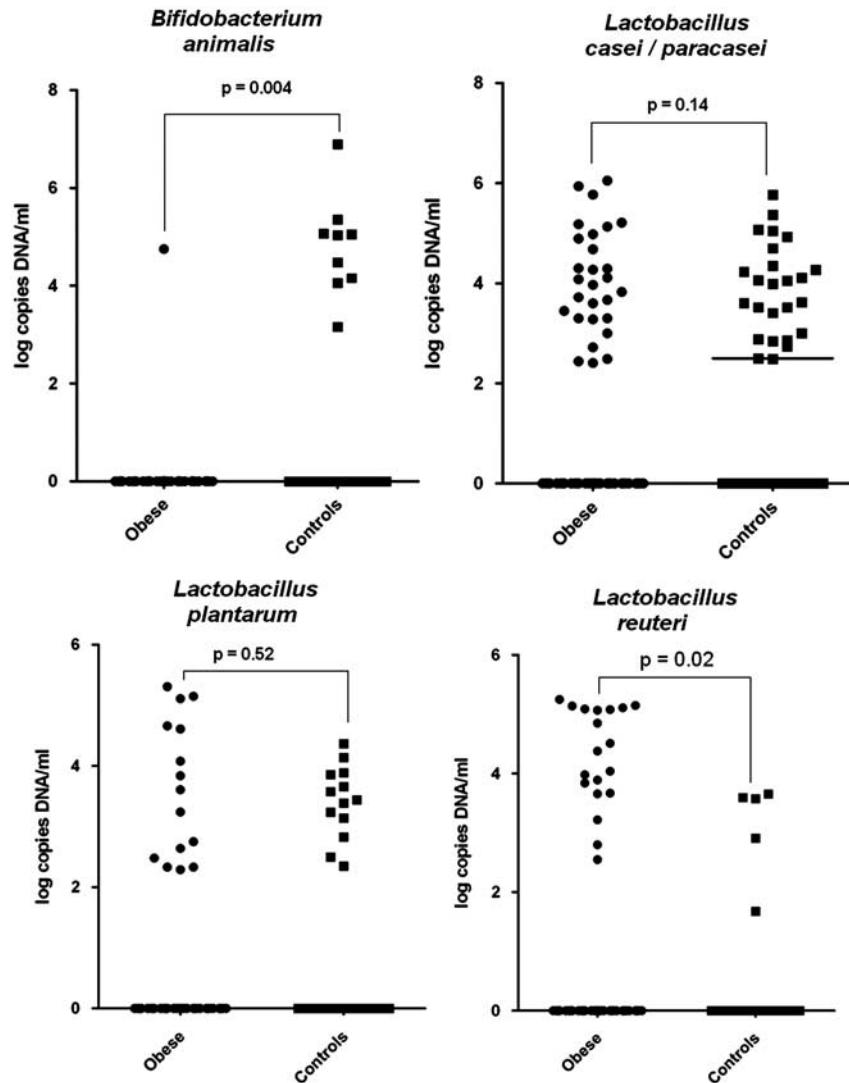 Bifidobacterium
animalis
p = 0.004
log copies DNA/ml
8
6
4
2
0
Obese
Controls
Lactobacillus
casei / paracasei
p = 0.14
log copies DNA/ml
8
6
4
2
0
Obese
Controls
Lactobacillus
plantarum
p = 0.52
log copies DNA/ml
6
4
2
0
Obese
Controls
Lactobacillus
reuteri
p = 0.02
log copies DNA/ml
6
4
2
0
Obese
Controls